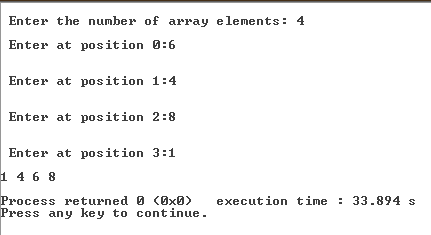 Enter the number of array elements: 4
Enter at position 0:6
Enter at position 1:4
Enter at position 2:8
Enter at position 3:1
1 4 6 8
Process returned 0 (0x0)   execution time : 33.894 s
Press any key to continue.